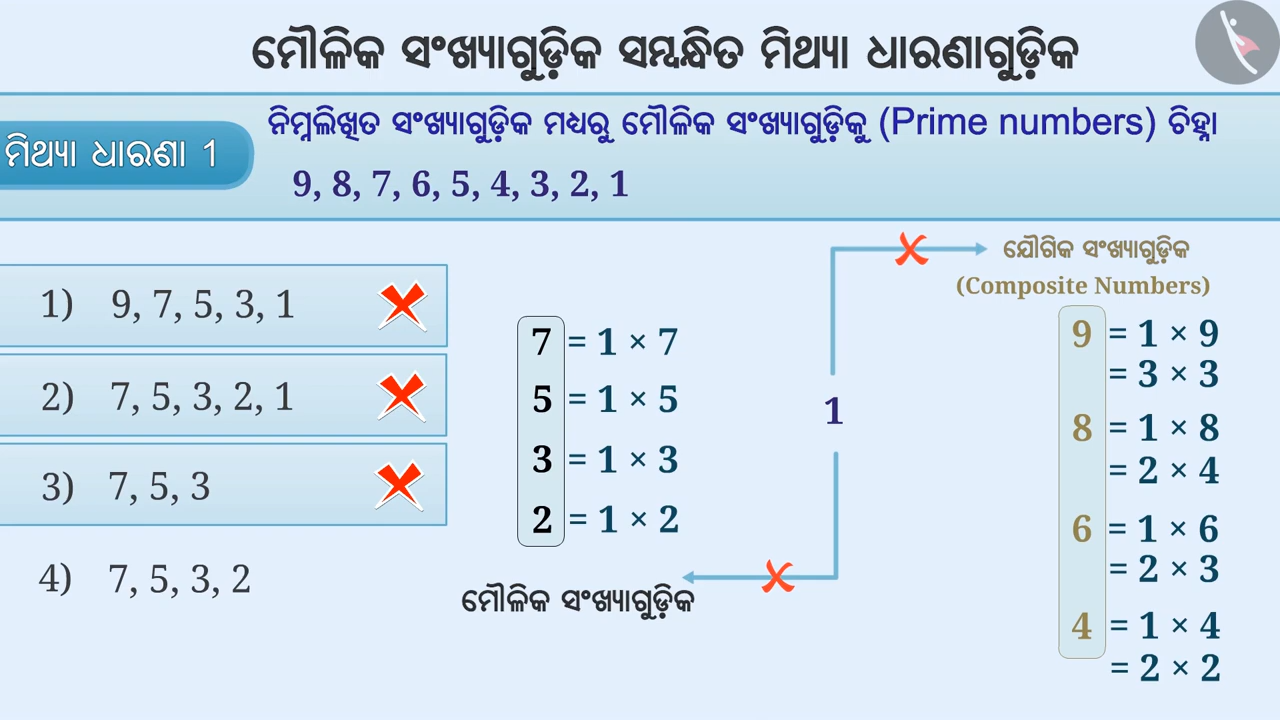 ମୌଳିକ ସଂଖ୍ୟାଗୁଡ଼ିକ ସମ୍ବନ୍ଧିତ ମିଥ୍ୟା ଧାରଣାଗୁଡ଼ିକ
ମିଥ୍ୟା ଧାରଣା 1
ନିମ୍ନଲିଖିତ ସଂଖ୍ୟାଗୁଡ଼ିକ ମଧ୍ୟରୁ ମୌଳିକ ସଂଖ୍ୟାଗୁଡ଼ିକୁ (Prime numbers) ଚିହ୍ନା
9, 8, 7, 6, 5, 4, 3, 2, 1
1) 9, 7, 5, 3, 1
2) 7, 5, 3, 2, 1
3) 7, 5, 3
4) 7, 5, 3, 2
7 = 1 × 7
5 = 1 × 5
3 = 1 × 3
2 = 1 × 2
ମୌଳିକ ସଂଖ୍ୟାଗୁଡ଼ିକ
1
ଯୌଗିକ ସଂଖ୍ୟାଗୁଡ଼ିକ
(Composite Numbers)
9 = 1 × 9
= 3 × 3
8 = 1 × 8
= 2 × 4
6 = 1 × 6
= 2 × 3
4 = 1 × 4
= 2 × 2